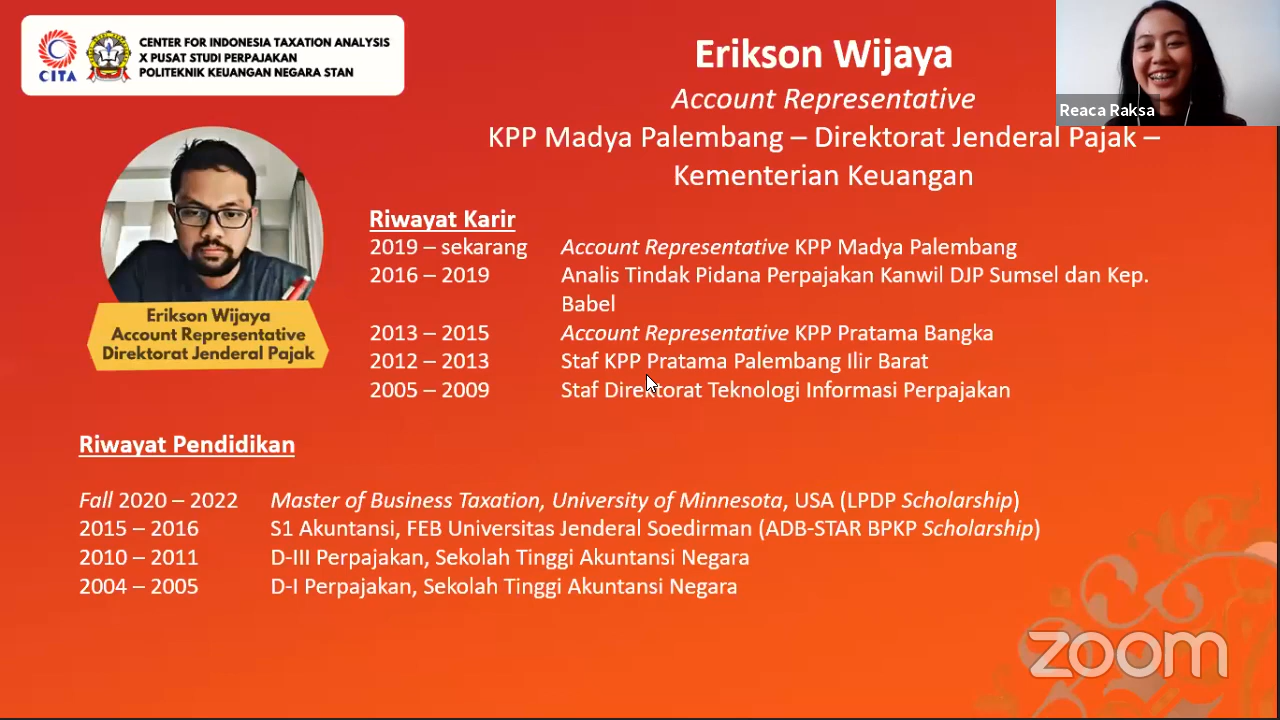 CITA
CENTER FOR INDONESIA TAXATION ANALYSIS
X PUSAT STUDI PERPAJAKAN
POLITEKNIK KEUANGAN NEGARA STAN
Erikson Wijaya
Account Representative
KPP Madya Palembang – Direktorat Jenderal Pajak –
Kementerian Keuangan
Reaca Raksa
Erikson Wijaya
Account Representative
Direktorat Jenderal Pajak
Riwayat Karir
2019 – sekarang Account Representative KPP Madya Palembang
2016 – 2019 Analis Tindak Pidana Perpajakan Kanwil DJP Sumsel dan Kep.
Babel
2013 – 2015 Account Representative KPP Pratama Bangka
2012 – 2013 Staf KPP Pratama Palembang Ilir Barat
2005 – 2009 Staf Direktorat Teknologi Informasi Perpajakan
Riwayat Pendidikan
Fall 2020 – 2022 Master of Business Taxation, University of Minnesota, USA (LPDP Scholarship)
2015 – 2016 S1 Akuntansi, FEB Universitas Jenderal Soedirman (ADB-STAR BPKP Scholarship)
2010 – 2011 D-III Perpajakan, Sekolah Tinggi Akuntansi Negara
2004 – 2005 D-I Perpajakan, Sekolah Tinggi Akuntansi Negara
zoom